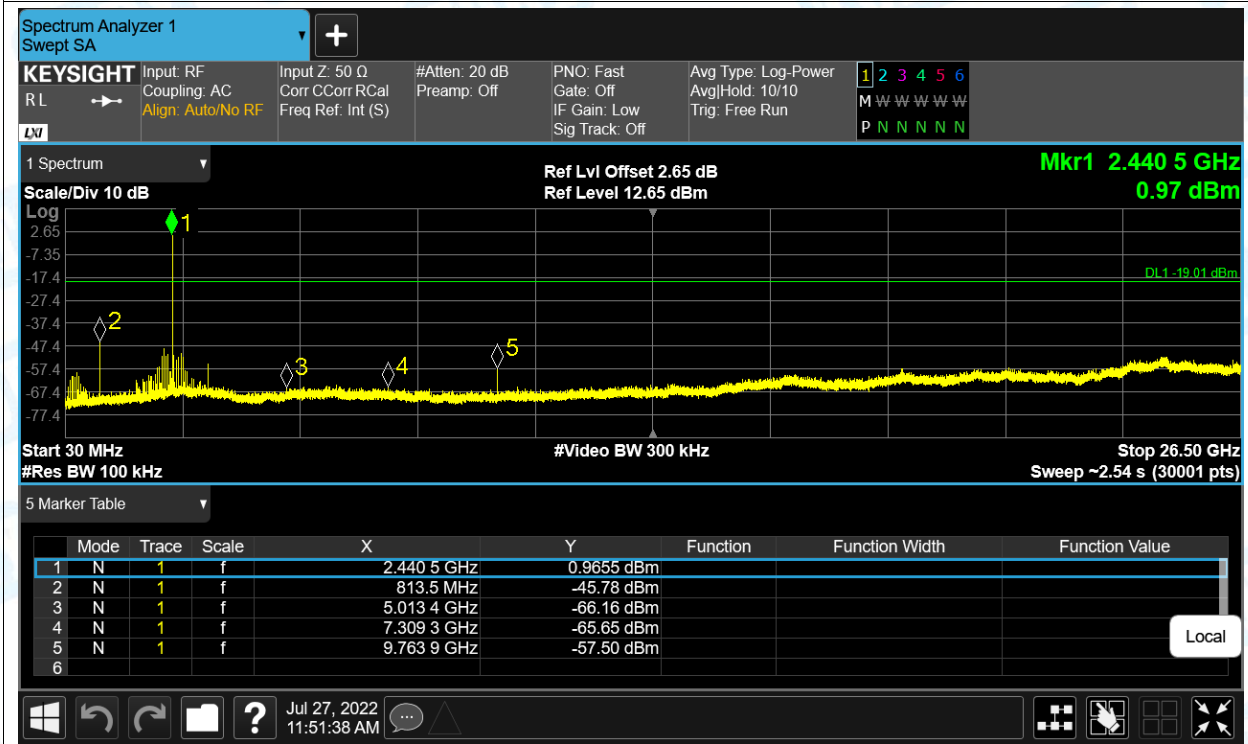 Spectrum Analyzer 1
Swept SA
+
KEYSIGHT
R L
LXI
Input: RF
Coupling: AC
Align: Auto/No RF
Input Z: 50 Ω
Corr CCorr RCal
Freq Ref: Int (S)
#Atten: 20 dB
Preamp: Off
PNO: Fast
Gate: Off
IF Gain: Low
Sig Track: Off
Avg Type: Log-Power
Avg|Hold: 10/10
Trig: Free Run
1 2 3 4 5 6
M W W W W W
P N N N N N
1 Spectrum
Scale/Div 10 dB
Ref Lvl Offset 2.65 dB
Ref Level 12.65 dBm
Mkr1 2.440 5 GHz
0.97 dBm
Log
2.65
-7.35
-17.4
-27.4
-37.4
-47.4
-57.4
-67.4
-77.4
1
2
3
4
5
DL1 -19.01 dBm
Start 30 MHz
#Res BW 100 kHz
#Video BW 300 kHz
Stop 26.50 GHz
Sweep ~2.54 s (30001 pts)
5 Marker Table
Mode Trace Scale X Y Function Function Width Function Value
1 N 1 f 2.440 5 GHz 0.9655 dBm
2 N 1 f 813.5 MHz -45.78 dBm
3 N 1 f 5.013 4 GHz -66.16 dBm
4 N 1 f 7.309 3 GHz -65.65 dBm
5 N 1 f 9.763 9 GHz -57.50 dBm
6
Local
?
Jul 27, 2022
11:51:38 AM